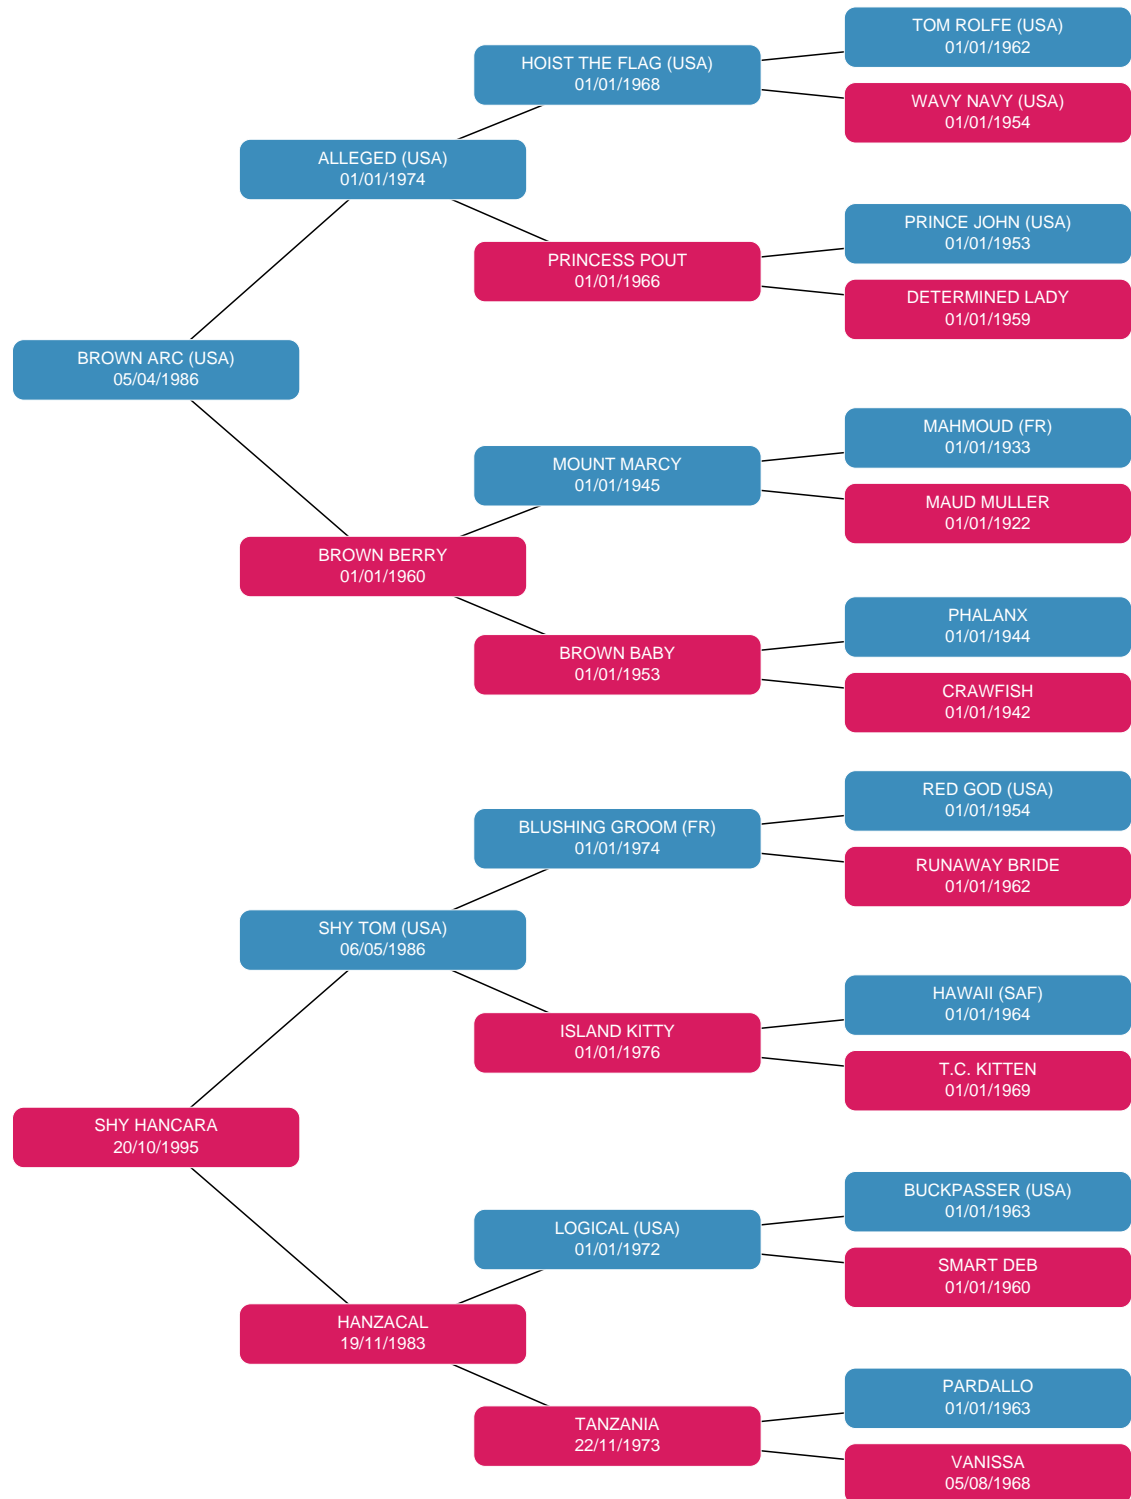 TOM ROLFE (USA)
01/01/1962
HOIST THE FLAG (USA)
01/01/1968
WAVY NAVY (USA)
01/01/1954
ALLEGED (USA)
01/01/1974
PRINCE JOHN (USA)
01/01/1953
PRINCESS POUT
01/01/1966
DETERMINED LADY
01/01/1959
BROWN ARC (USA)
05/04/1986
MAHMOUD (FR)
01/01/1933
MOUNT MARCY
01/01/1945
MAUD MULLER
01/01/1922
BROWN BERRY
01/01/1960
PHALANX
01/01/1944
BROWN BABY
01/01/1953
CRAWFISH
01/01/1942
RED GOD (USA)
01/01/1954
BLUSHING GROOM (FR)
01/01/1974
RUNAWAY BRIDE
01/01/1962
SHY TOM (USA)
06/05/1986
HAWAII (SAF)
01/01/1964
ISLAND KITTY
01/01/1976
T.C. KITTEN
01/01/1969
SHY HANCARA
20/10/1995
BUCKPASSER (USA)
01/01/1963
LOGICAL (USA)
01/01/1972
SMART DEB
01/01/1960
HANZACAL
19/11/1983
PARDALLO
01/01/1963
TANZANIA
22/11/1973
VANISSA
05/08/1968